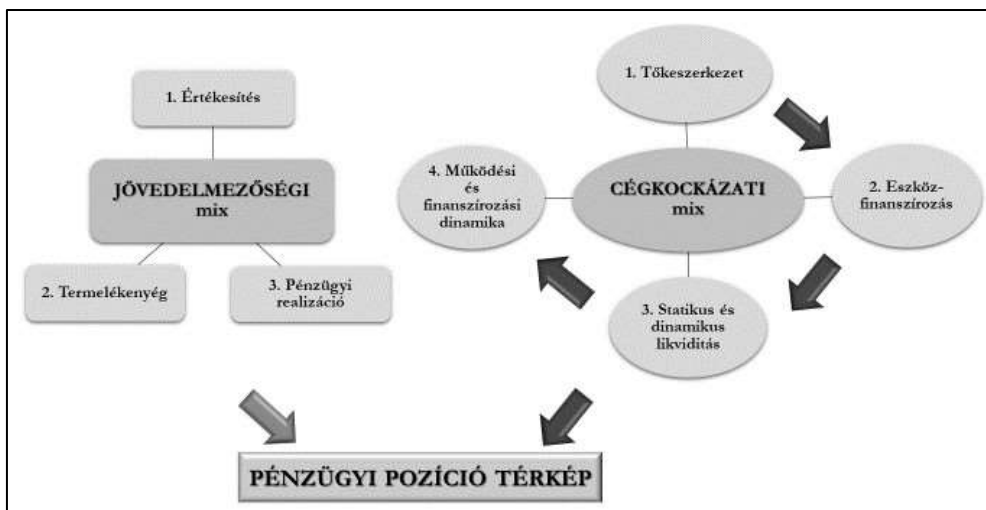 1. Értékesítés
JÖVEDELMEZŐSÉGI
mix
2. Termelékenyég
3. Pénzügyi
realizáció
1. Tőkeszerkezet
CÉGKOCKÁZATI
mix
2. Eszköz-
finanszírozás
3. Statikus és
dinamikus
likviditás
4. Működési
és
finanszírozási
dinamika
PÉNZÜGYI POZÍCIÓ TÉRKÉP